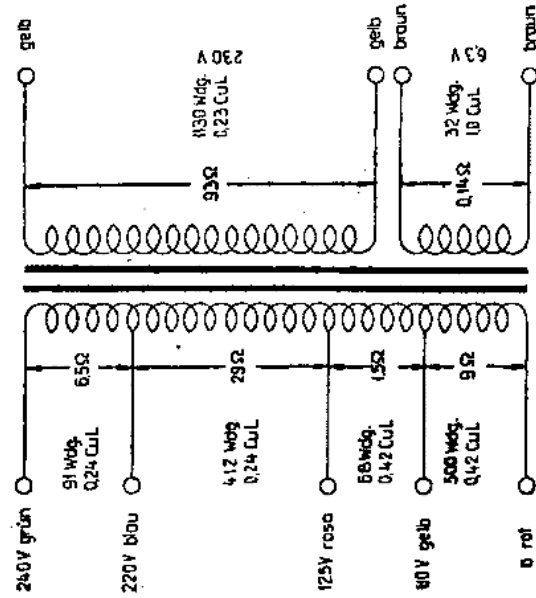 240V grün
91 Wdg.
0,24 CuL
6,5Ω
220V blau
412 Wdg.
0,24 CuL
29Ω
125V rosa
68 Wdg.
0,42 CuL
1,5Ω
110V gelb
500 Wdg.
0,42 CuL
9Ω
0 rot
gelb
93Ω
1130 Wdg.
0,23 CuL
230 V
gelb
braun
0,14Ω
32 Wdg.
1,0 CuL
6,3 V
braun